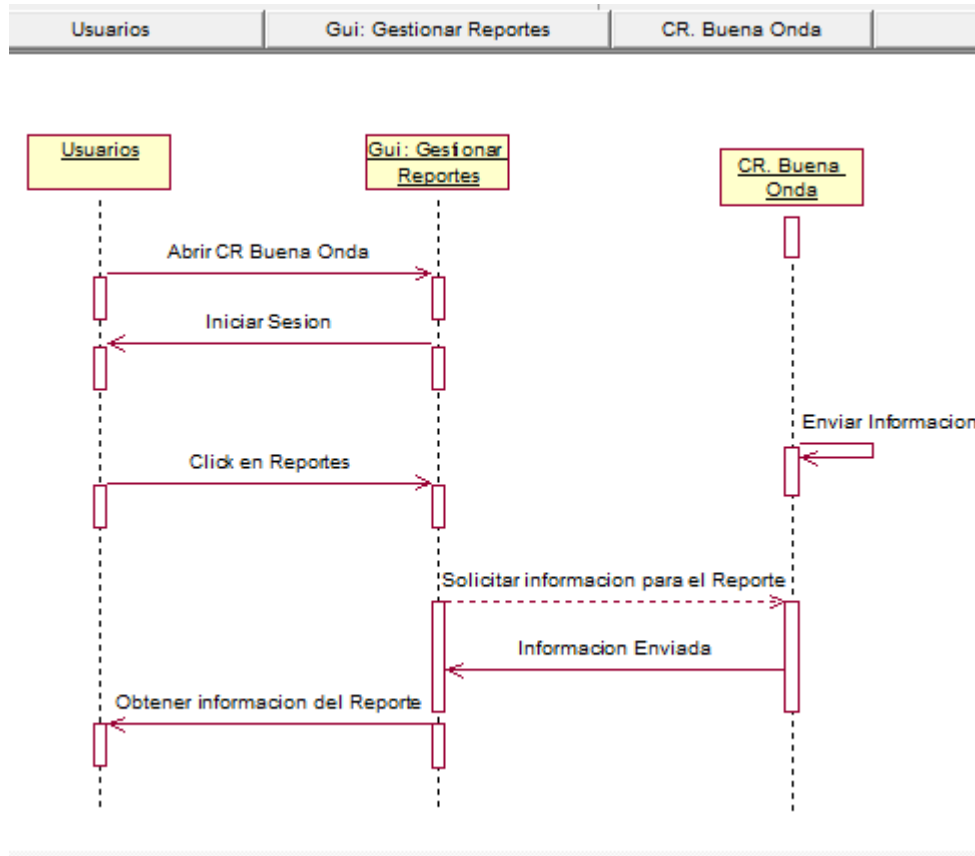 Usuarios
Gui: Gestionar Reportes
CR. Buena Onda
Usuarios
Gui: Gestionar
Reportes
CR. Buena
Onda
Abrir CR Buena Onda
Iniciar Sesion
Enviar Informacion
Click en Reportes
Solicitar informacion para el Reporte
Informacion Enviada
Obtener informacion del Reporte